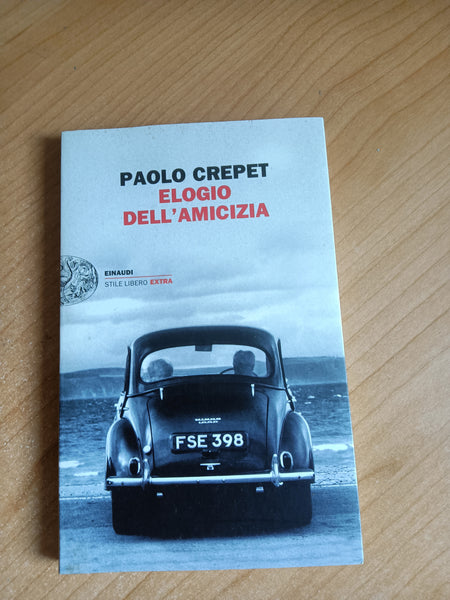 PAOLO CREPET
ELOGIO
DELL'AMICIZIA
EINAUDI
STILE LIBERO EXTRA
FSE 398